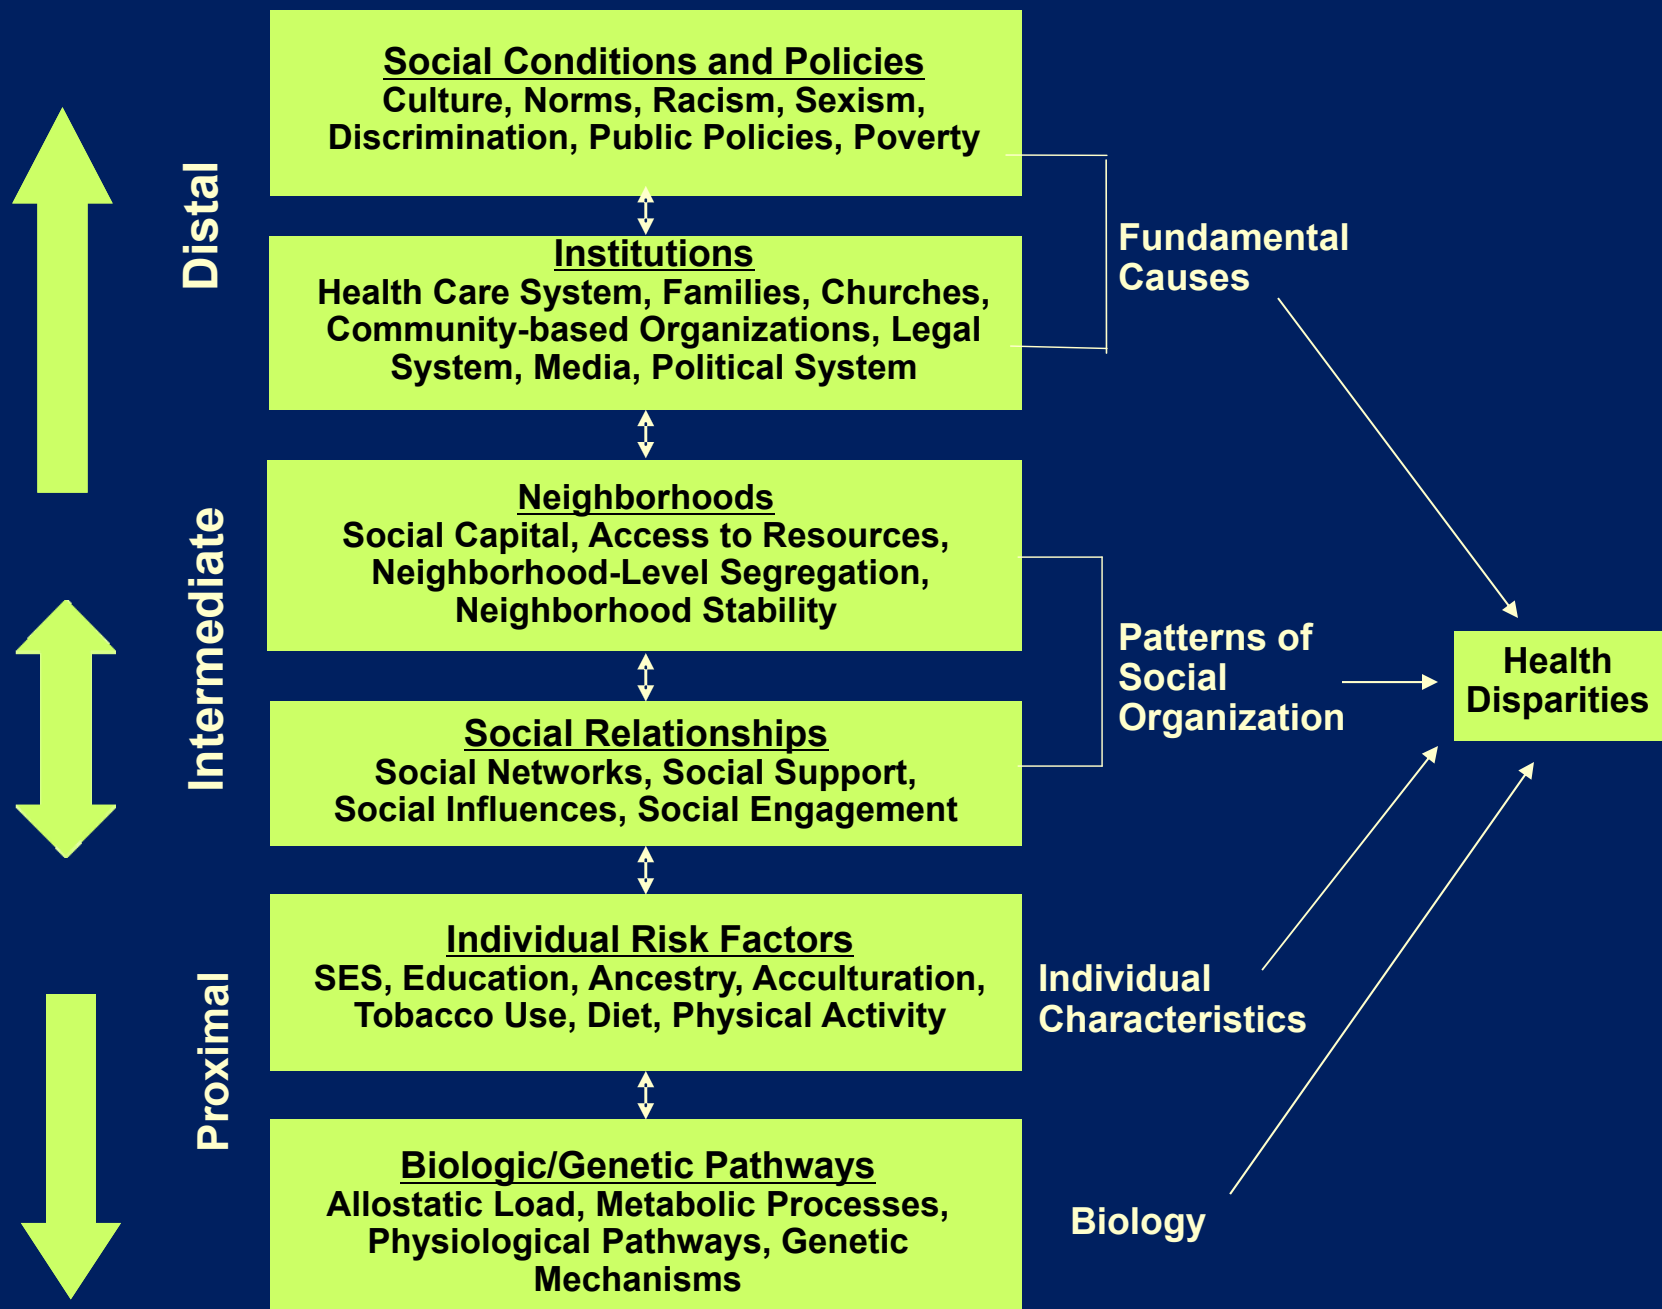 Social Conditions and Policies
Culture, Norms, Racism, Sexism,
Discrimination, Public Policies, Poverty
Distal
Institutions
Health Care System, Families, Churches,
Community-based Organizations, Legal
System, Media, Political System
Fundamental
Causes
Neighborhoods
Social Capital, Access to Resources,
Neighborhood-Level Segregation,
Neighborhood Stability
Intermediate
Patterns of
Social
Organization
Health
Disparities
Social Relationships
Social Networks, Social Support,
Social Influences, Social Engagement
Individual Risk Factors
SES, Education, Ancestry, Acculturation,
Tobacco Use, Diet, Physical Activity
Individual
Characteristics
Proximal
Biologic/Genetic Pathways
Allostatic Load, Metabolic Processes,
Physiological Pathways, Genetic
Mechanisms
Biology